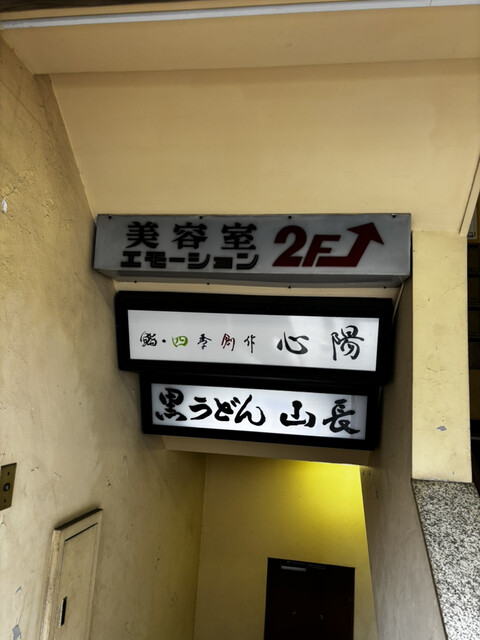 美容室
エモーション 2F
鮨・四季創作 心陽
黒うどん 山長